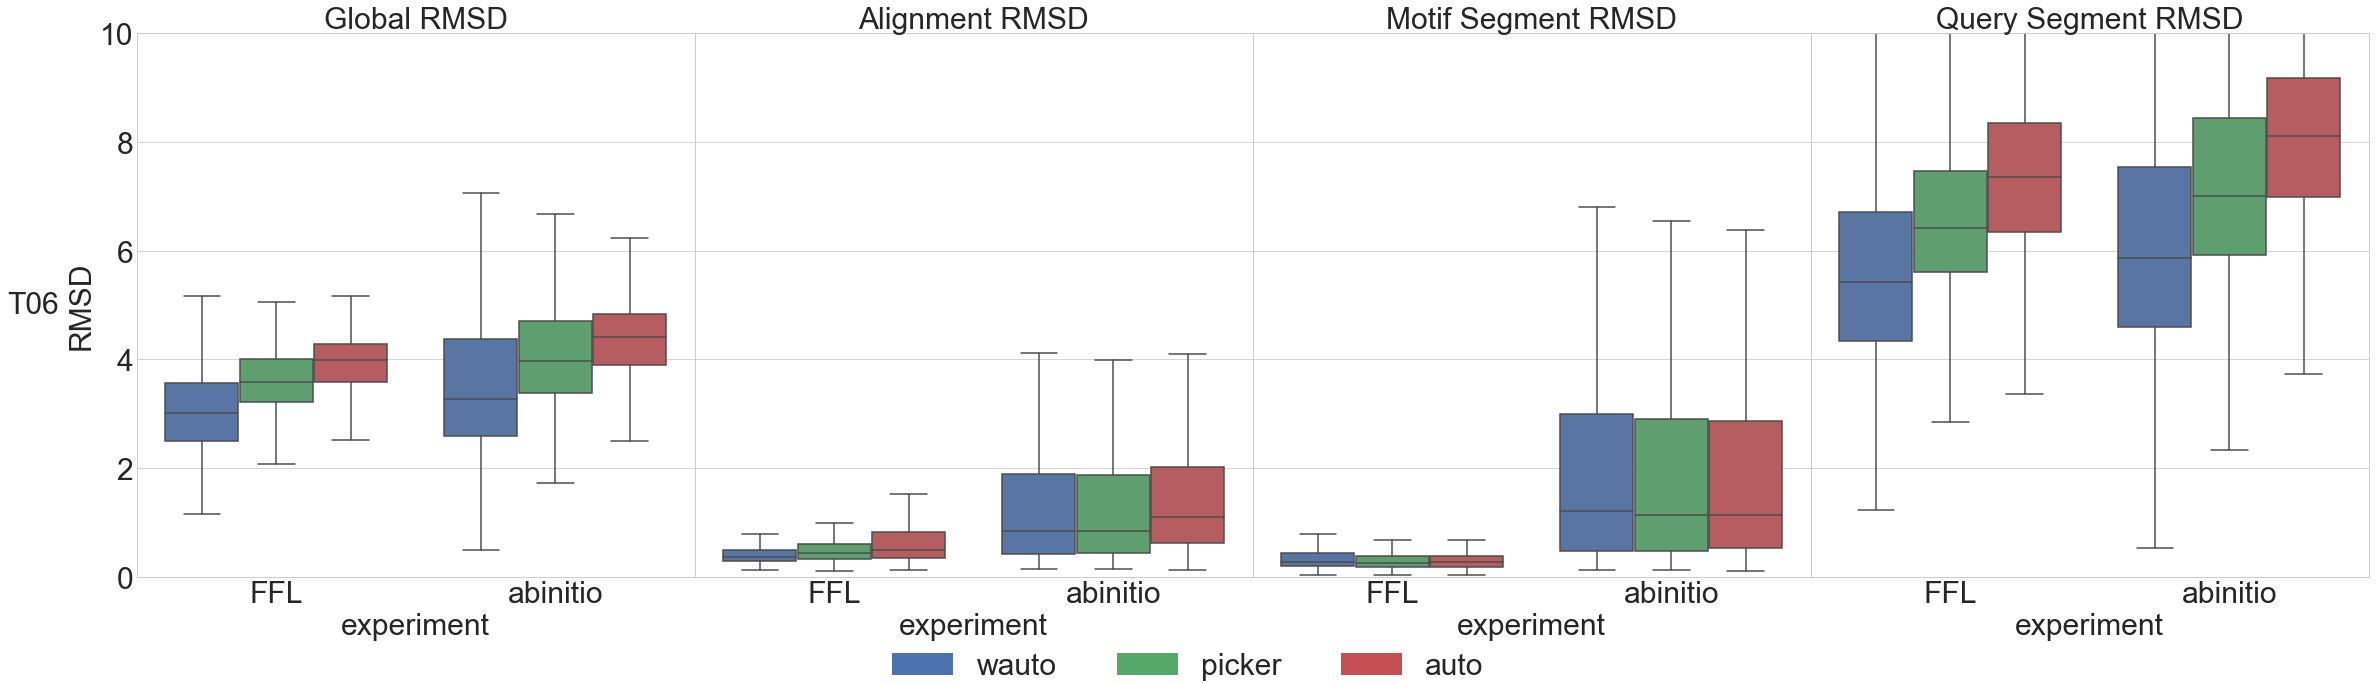 Global RMSD Alignment RMSD Motif Segment RMSD Query Segment RMSD
10
8
6
T06 RMSD
4
2
0
FFL abinitio FFL abinitio FFL abinitio FFL abinitio
experiment experiment experiment experiment
wauto picker auto